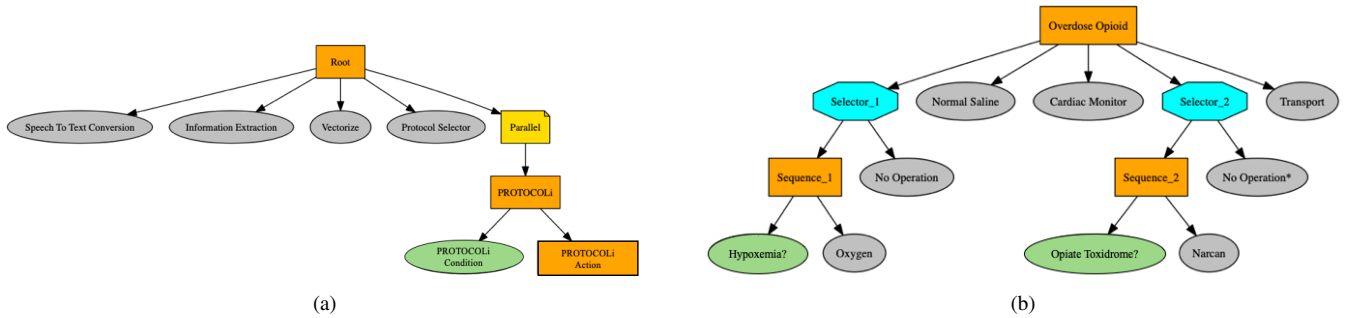 Root
Speech To Text Conversion
Information Extraction
Vectorize
Protocol Selector
Parallel
PROTOCOLi
PROTOCOLi
Condition
PROTOCOLi
Action
(a)
Overdose Opioid
Selector_1
Normal Saline
Cardiac Monitor
Selector_2
Transport
Sequence_1
No Operation
Sequence_2
No Operation*
Hypoxemia?
Oxygen
Opiate Toxidrome?
Narcan
(b)